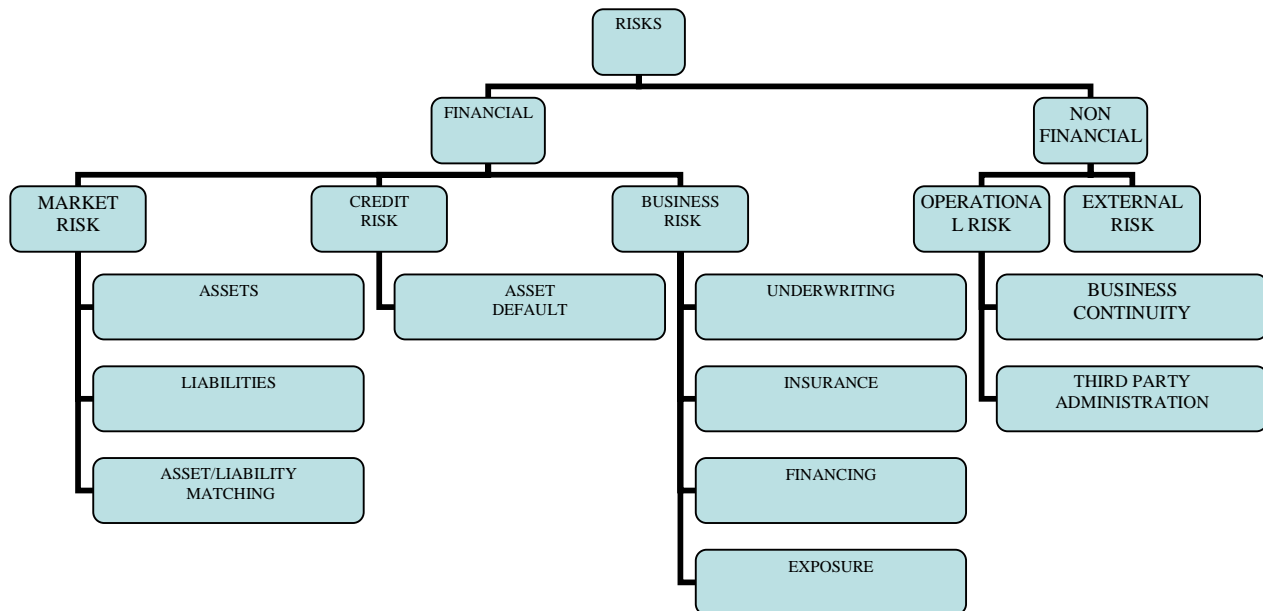 RISKS
FINANCIAL
NON
FINANCIAL
MARKET
RISK
CREDIT
RISK
BUSINESS
RISK
OPERATIONA
L RISK
EXTERNAL
RISK
ASSETS
ASSET
DEFAULT
UNDERWRITING
BUSINESS
CONTINUITY
LIABILITIES
INSURANCE
THIRD PARTY
ADMINISTRATION
ASSET/LIABILITY
MATCHING
FINANCING
EXPOSURE